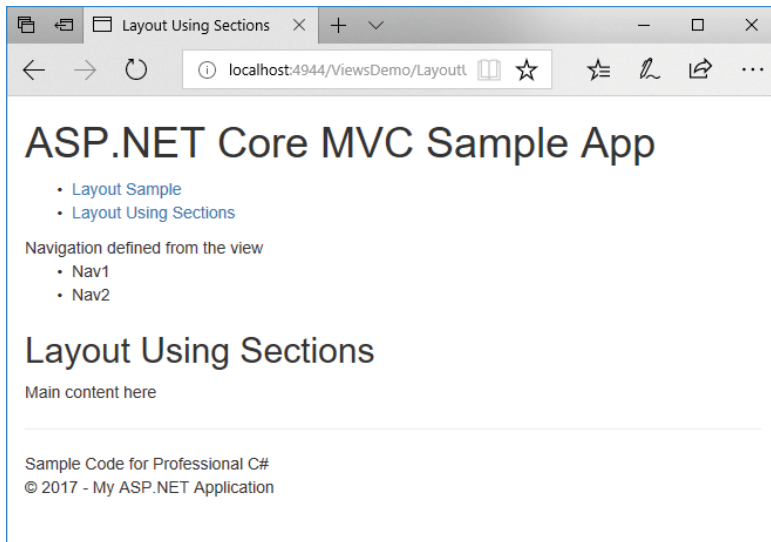 Layout Using Sections
localhost:4944/ViewsDemo/LayoutU
ASP.NET Core MVC Sample App
• Layout Sample
• Layout Using Sections
Navigation defined from the view
• Nav1
• Nav2
Layout Using Sections
Main content here
Sample Code for Professional C#
© 2017 - My ASP.NET Application